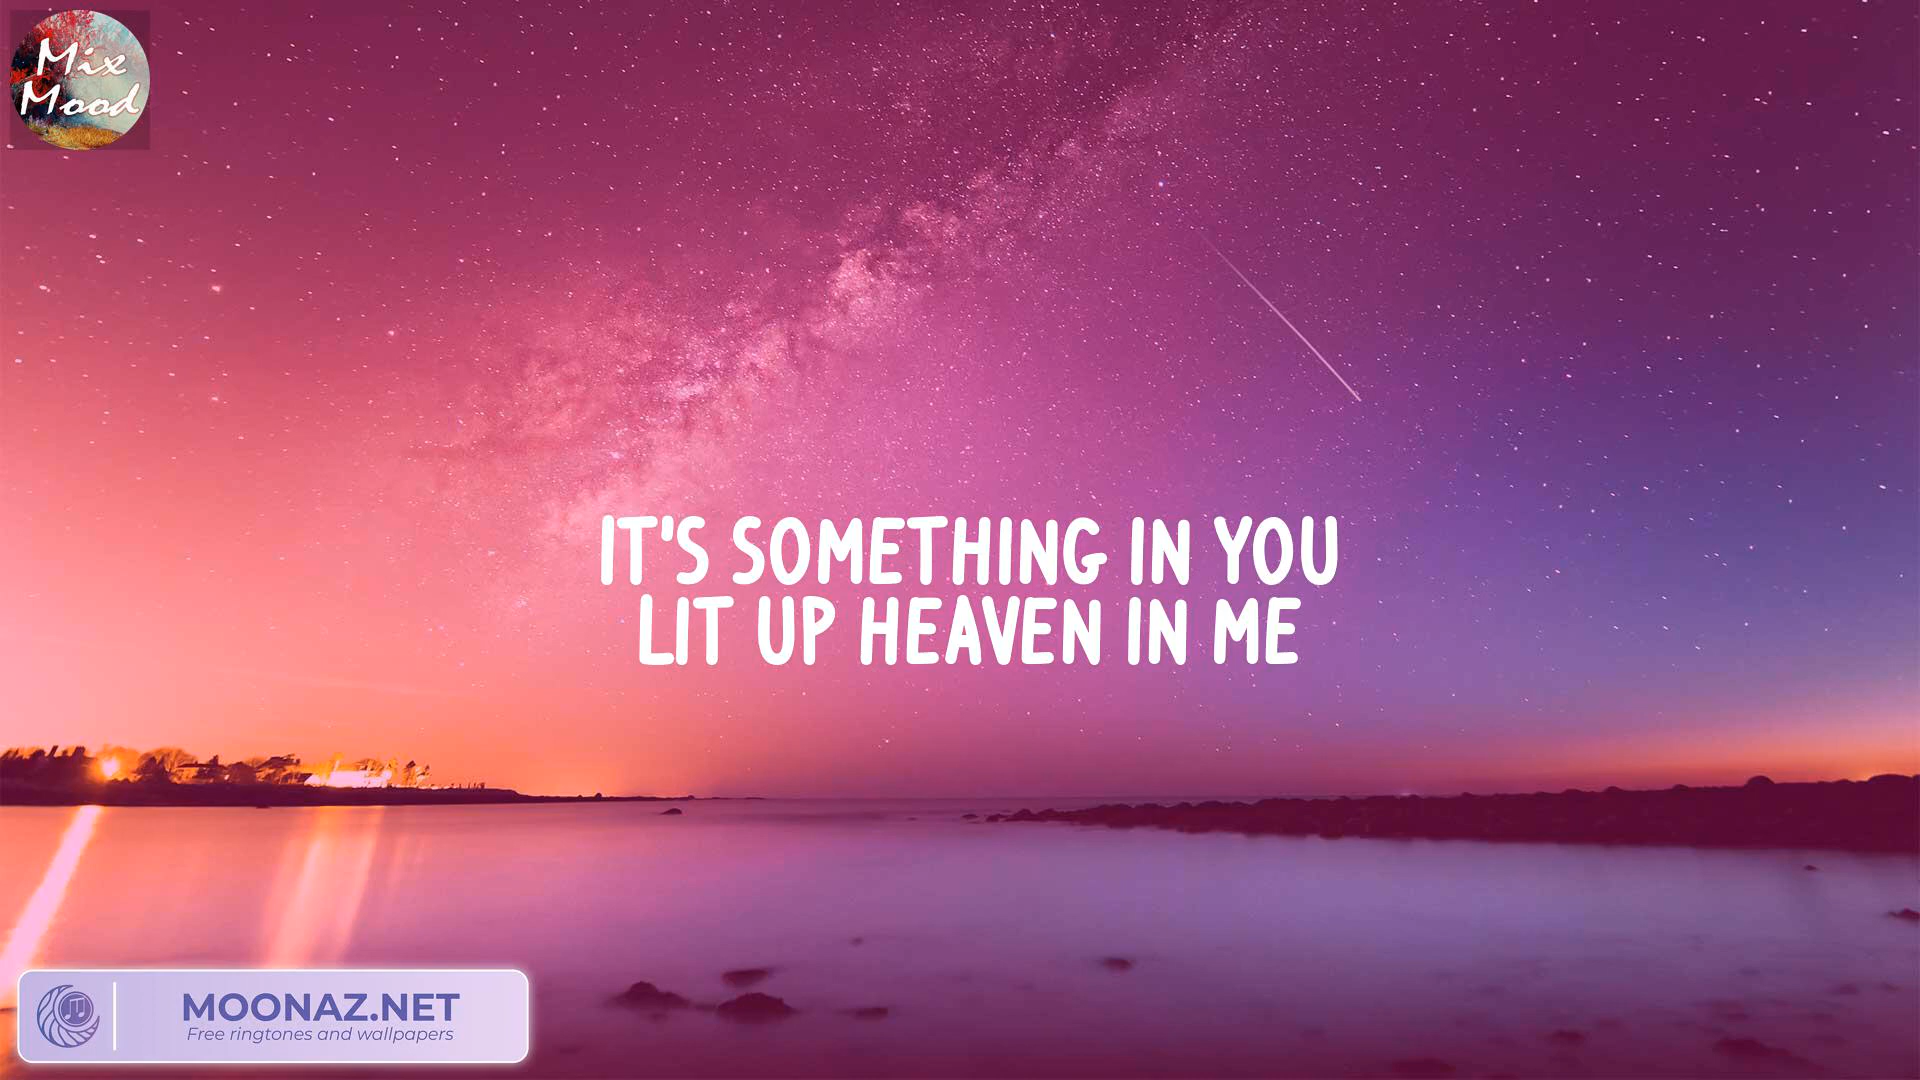 Mix
Mood
IT'S SOMETHING IN YOU
LIT UP HEAVEN IN ME
MOONAZ.NET
Free ringtones and wallpapers